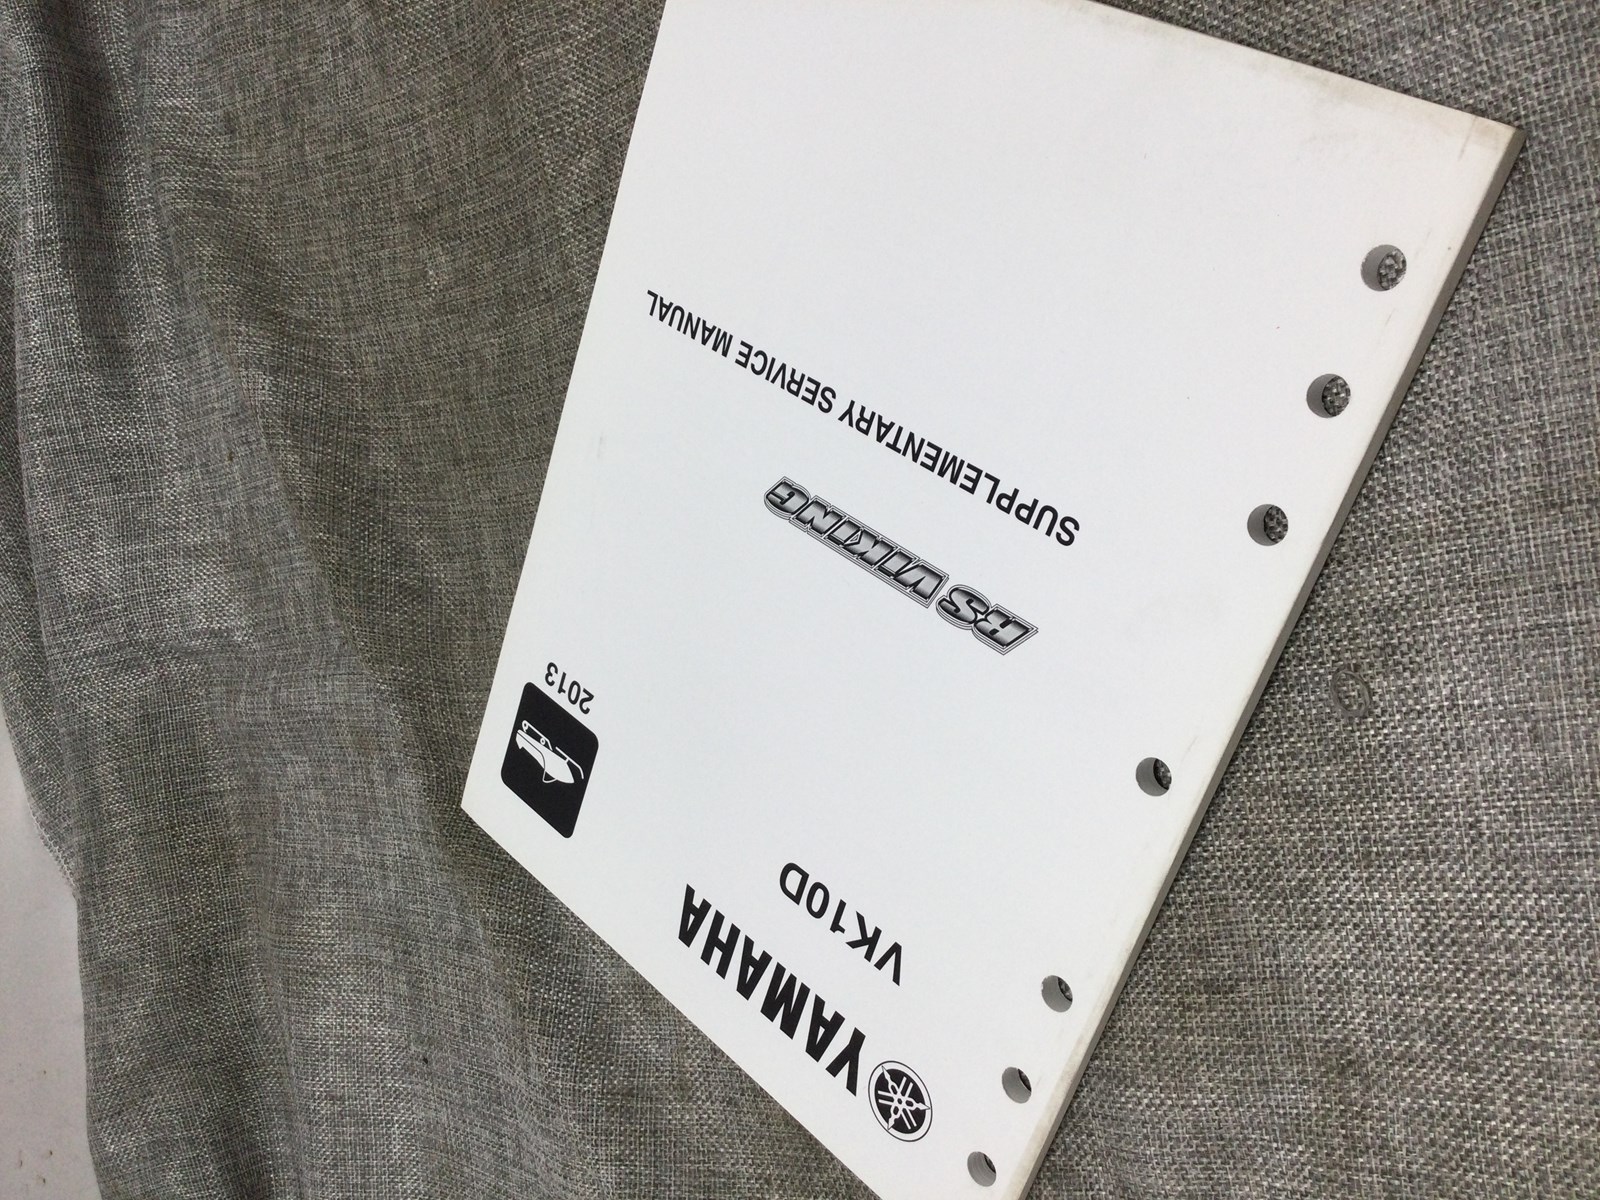 YAMAHA
VK10D
2013
RS VIKING
SUPPLEMENTARY SERVICE MANUAL